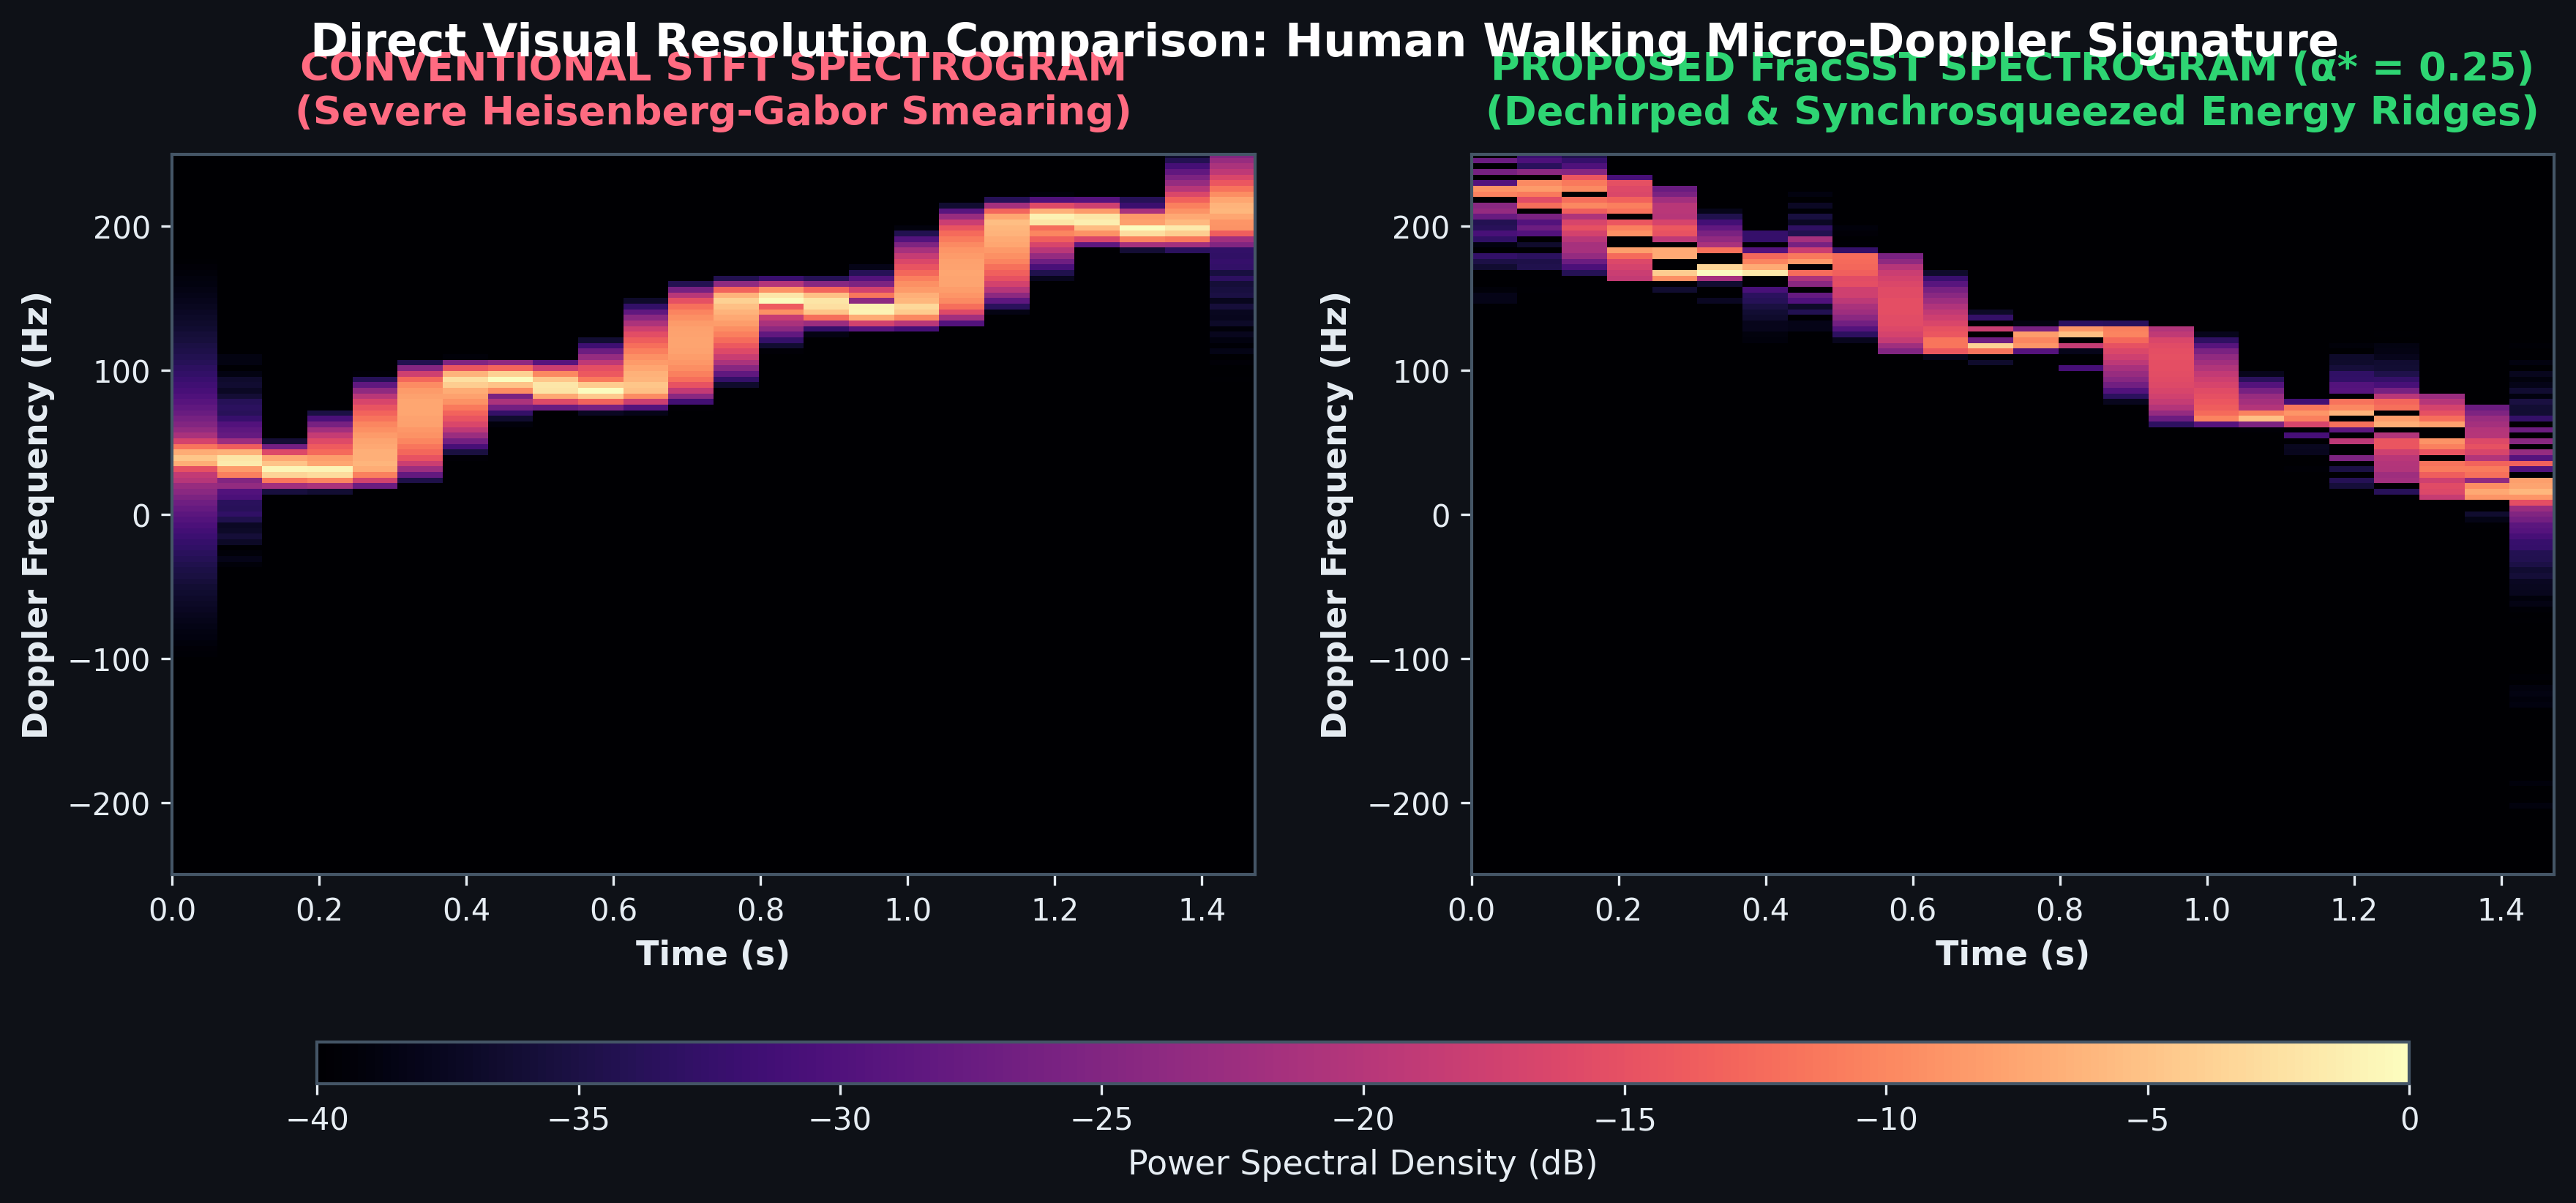 Direct Visual Resolution Comparison: Human Walking Micro-Doppler Signature
CONVENTIONAL STFT SPECTROGRAM
(Severe Heisenberg-Gabor Smearing)
200
100
0
−100
−200
Doppler Frequency (Hz)
0.0 0.2 0.4 0.6 0.8 1.0 1.2 1.4
Time (s)
PROPOSED FracSST SPECTROGRAM (α* = 0.25)
(Dechirped & Synchrosqueezed Energy Ridges)
200
100
0
−100
−200
Doppler Frequency (Hz)
0.0 0.2 0.4 0.6 0.8 1.0 1.2 1.4
Time (s)
−40 −35 −30 −25 −20 −15 −10 −5 0
Power Spectral Density (dB)